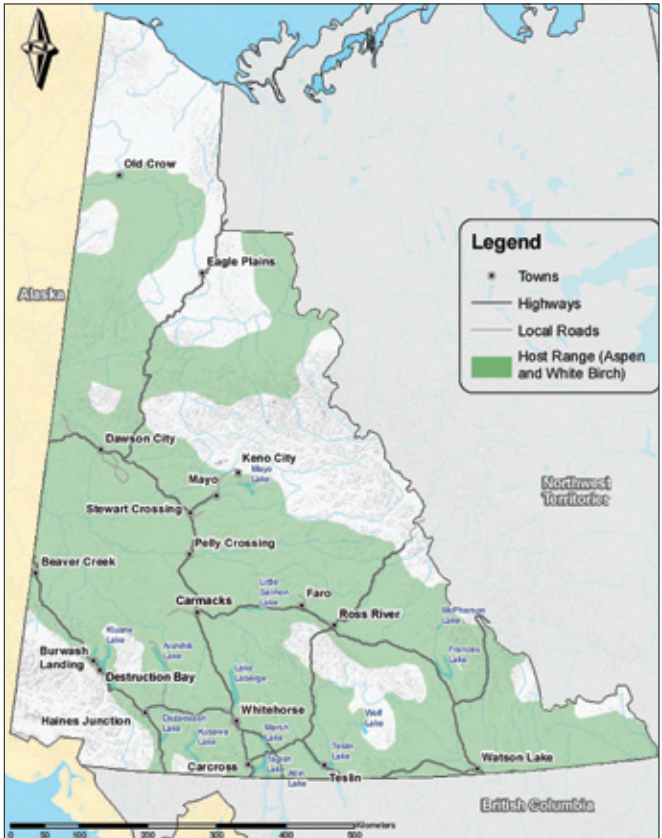 N
Old Crow
Eagle Plains
Alaska
Legend
Towns
Highways
Local Roads
Host Range (Aspen
and White Birch)
Dawson City
Keno City
Mayo
Lake
Mayo
Northwest
Territories
Stewart Crossing
Pelly Crossing
Beaver Creek
Little
Salmon
Lake
Faro
Carmacks
Ross River
McPherson
Lake
Kluane
Lake
Aishihik
Lake
Frances
Lake
Burwash
Landing
Destruction Bay
Lake
Laberge
Whitehorse
Wolf
Lake
Haines Junction
Dezadeash
Lake
Kusawa
Lake
Marsh
Lake
Teslin
Lake
Watson Lake
Carcross
Tagish
Lake
Atlin
Lake
Teslin
British Columbia
Kilometers
0 50 100 200 300 400 500